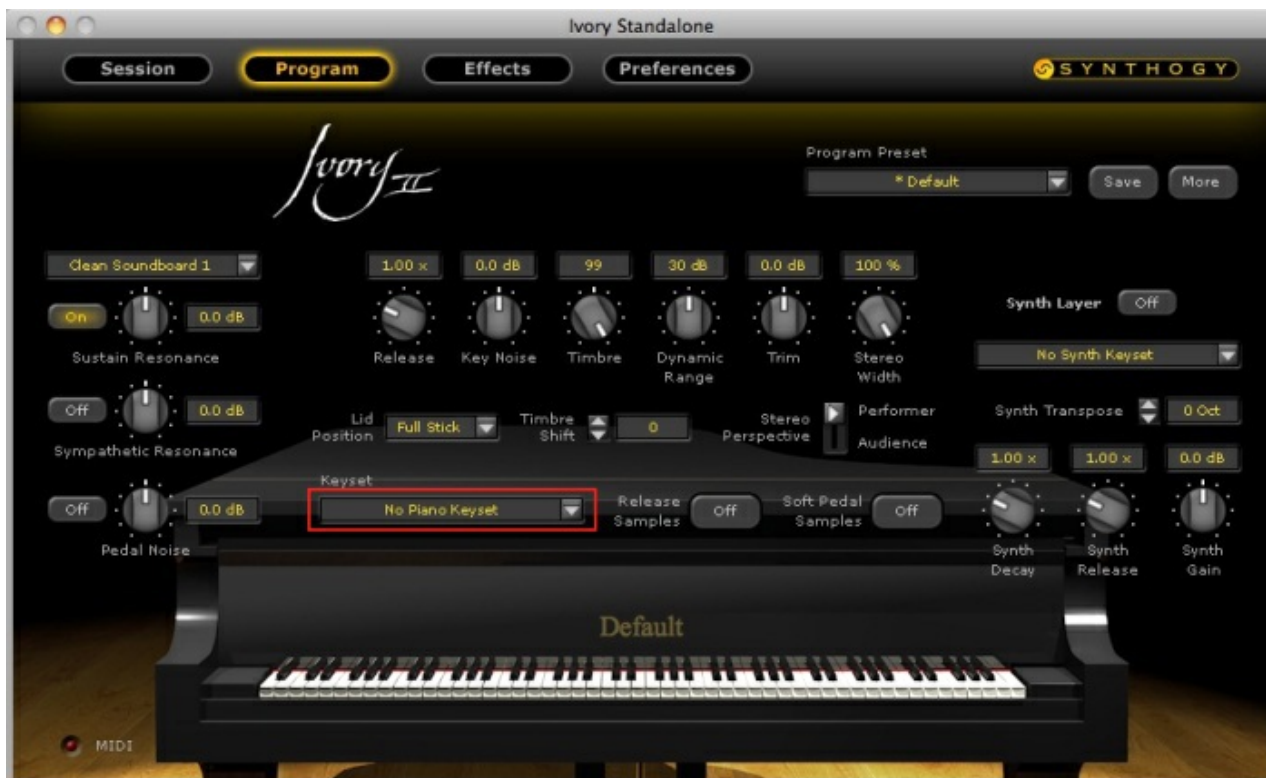 Ivory Standalone
Session Program Effects Preferences SYNTHOGY
Ivory II
Program Preset
* Default Save More
Clean Soundboard 1
1.00 x 0.0 dB 99 30 dB 0.0 dB 100 %
On 0.0 dB
Sustain Resonance
Release Key Noise Timbre Dynamic Range Trim Stereo Width
Synth Layer Off
No Synth Keyset
Off 0.0 dB
Sympathetic Resonance
Lid Position Full Stick Timbre Shift 0 Stereo Perspective Performer Audience
Synth Transpose 0 Oct
1.00 x 1.00 x 0.0 dB
Keyset
No Piano Keyset
Release Samples Off Soft Pedal Samples Off
Off 0.0 dB
Pedal Noise
Synth Decay Synth Release Synth Gain
Default
MIDI